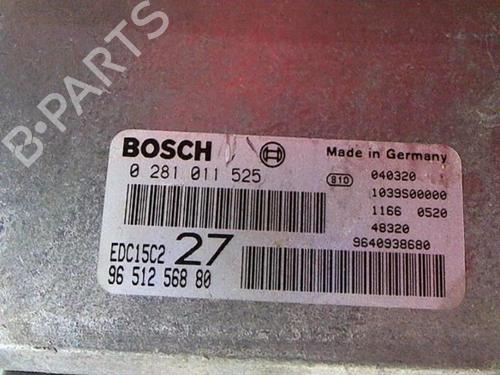 B-PARTS
BOSCH
Made in Germany
0 281 011 525
810
040320
1039S00000
1166 0520
48320
9640938680
EDC15C2 27
96 512 568 80